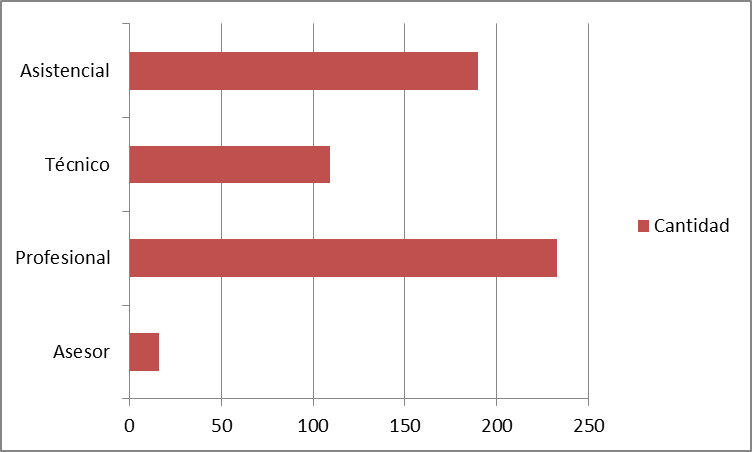 Asistencial
Técnico
Profesional
Asesor
Cantidad
0 50 100 150 200 250